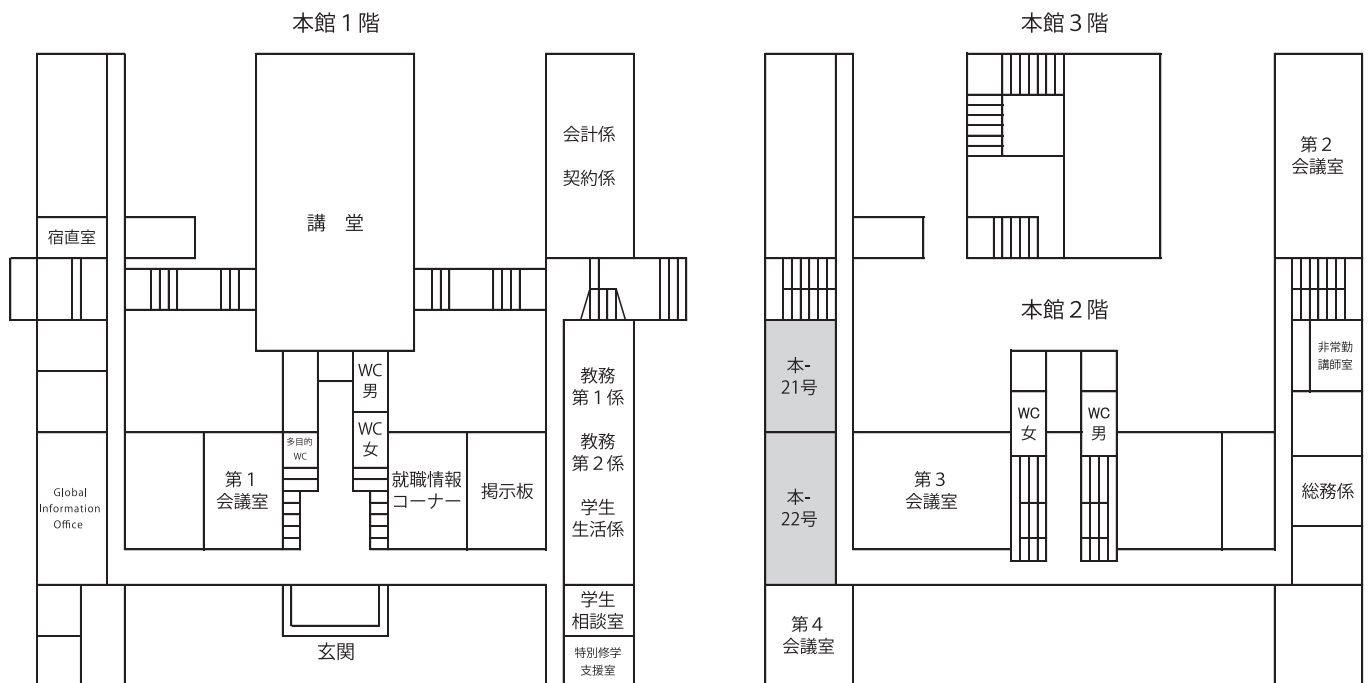 本館１階
会計係
契約係
講　堂
宿直室
WC
男
WC
女
多目的
WC
第１
会議室
就職情報
コーナー
掲示板
Global
Information
Office
教務
第１係
教務
第２係
学生
生活係
学生
相談室
特別修学
支援室
玄関
本館３階
第２
会議室
本館２階
非常勤
講師室
本-
21号
WC
女
WC
男
本-
22号
第３
会議室
総務係
第４
会議室